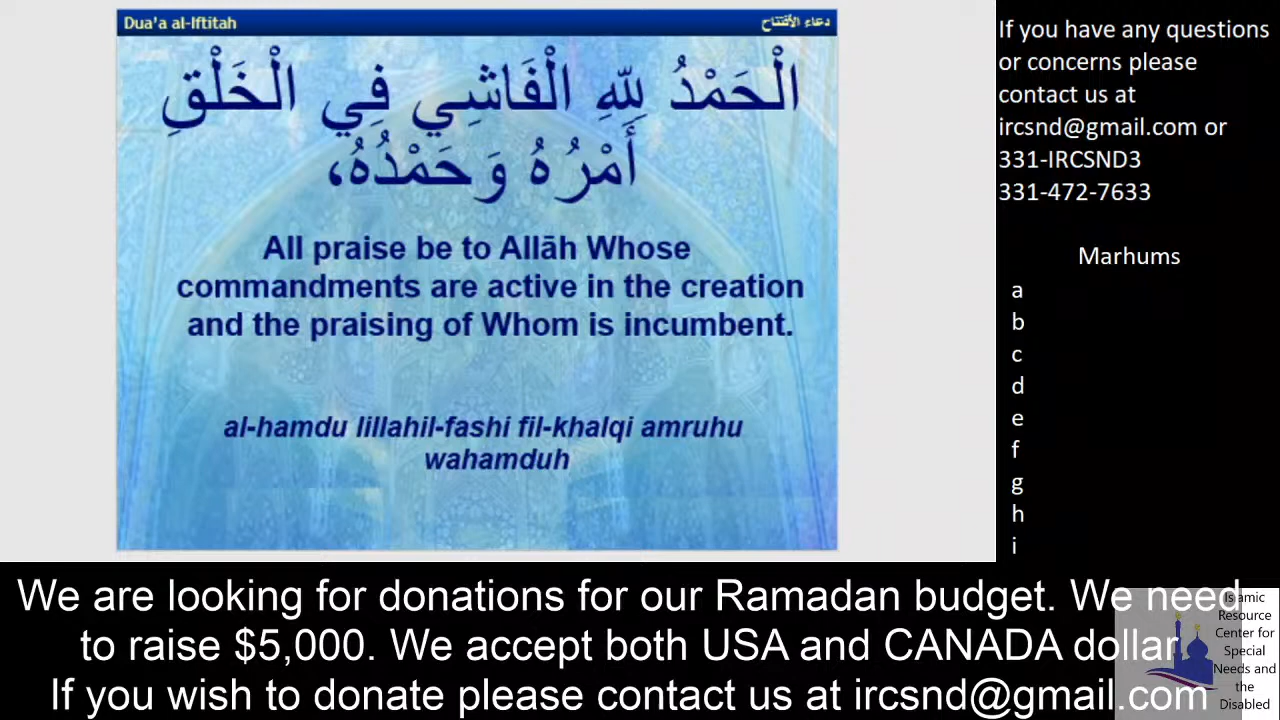 Dua'a al-Iftitah
دعاء الأفتتاح
الْحَمْدُ لِلّهِ الْفَاشِي فِي الْخَلْقِ
أَمْرُهُ وَحَمْدُهُ،
All praise be to Allāh Whose
commandments are active in the creation
and the praising of Whom is incumbent.
al-hamdu lillahil-fashi fil-khalqi amruhu
wahamduh
If you have any questions
or concerns please
contact us at
ircsnd@gmail.com or
331-IRCSND3
331-472-7633
Marhums
a
b
c
d
e
f
g
h
i
We are looking for donations for our Ramadan budget. We need
to raise $5,000. We accept both USA and CANADA dollar
If you wish to donate please contact us at ircsnd@gmail.com
Islamic
Resource
Center for
Special
Needs and
the
Disabled